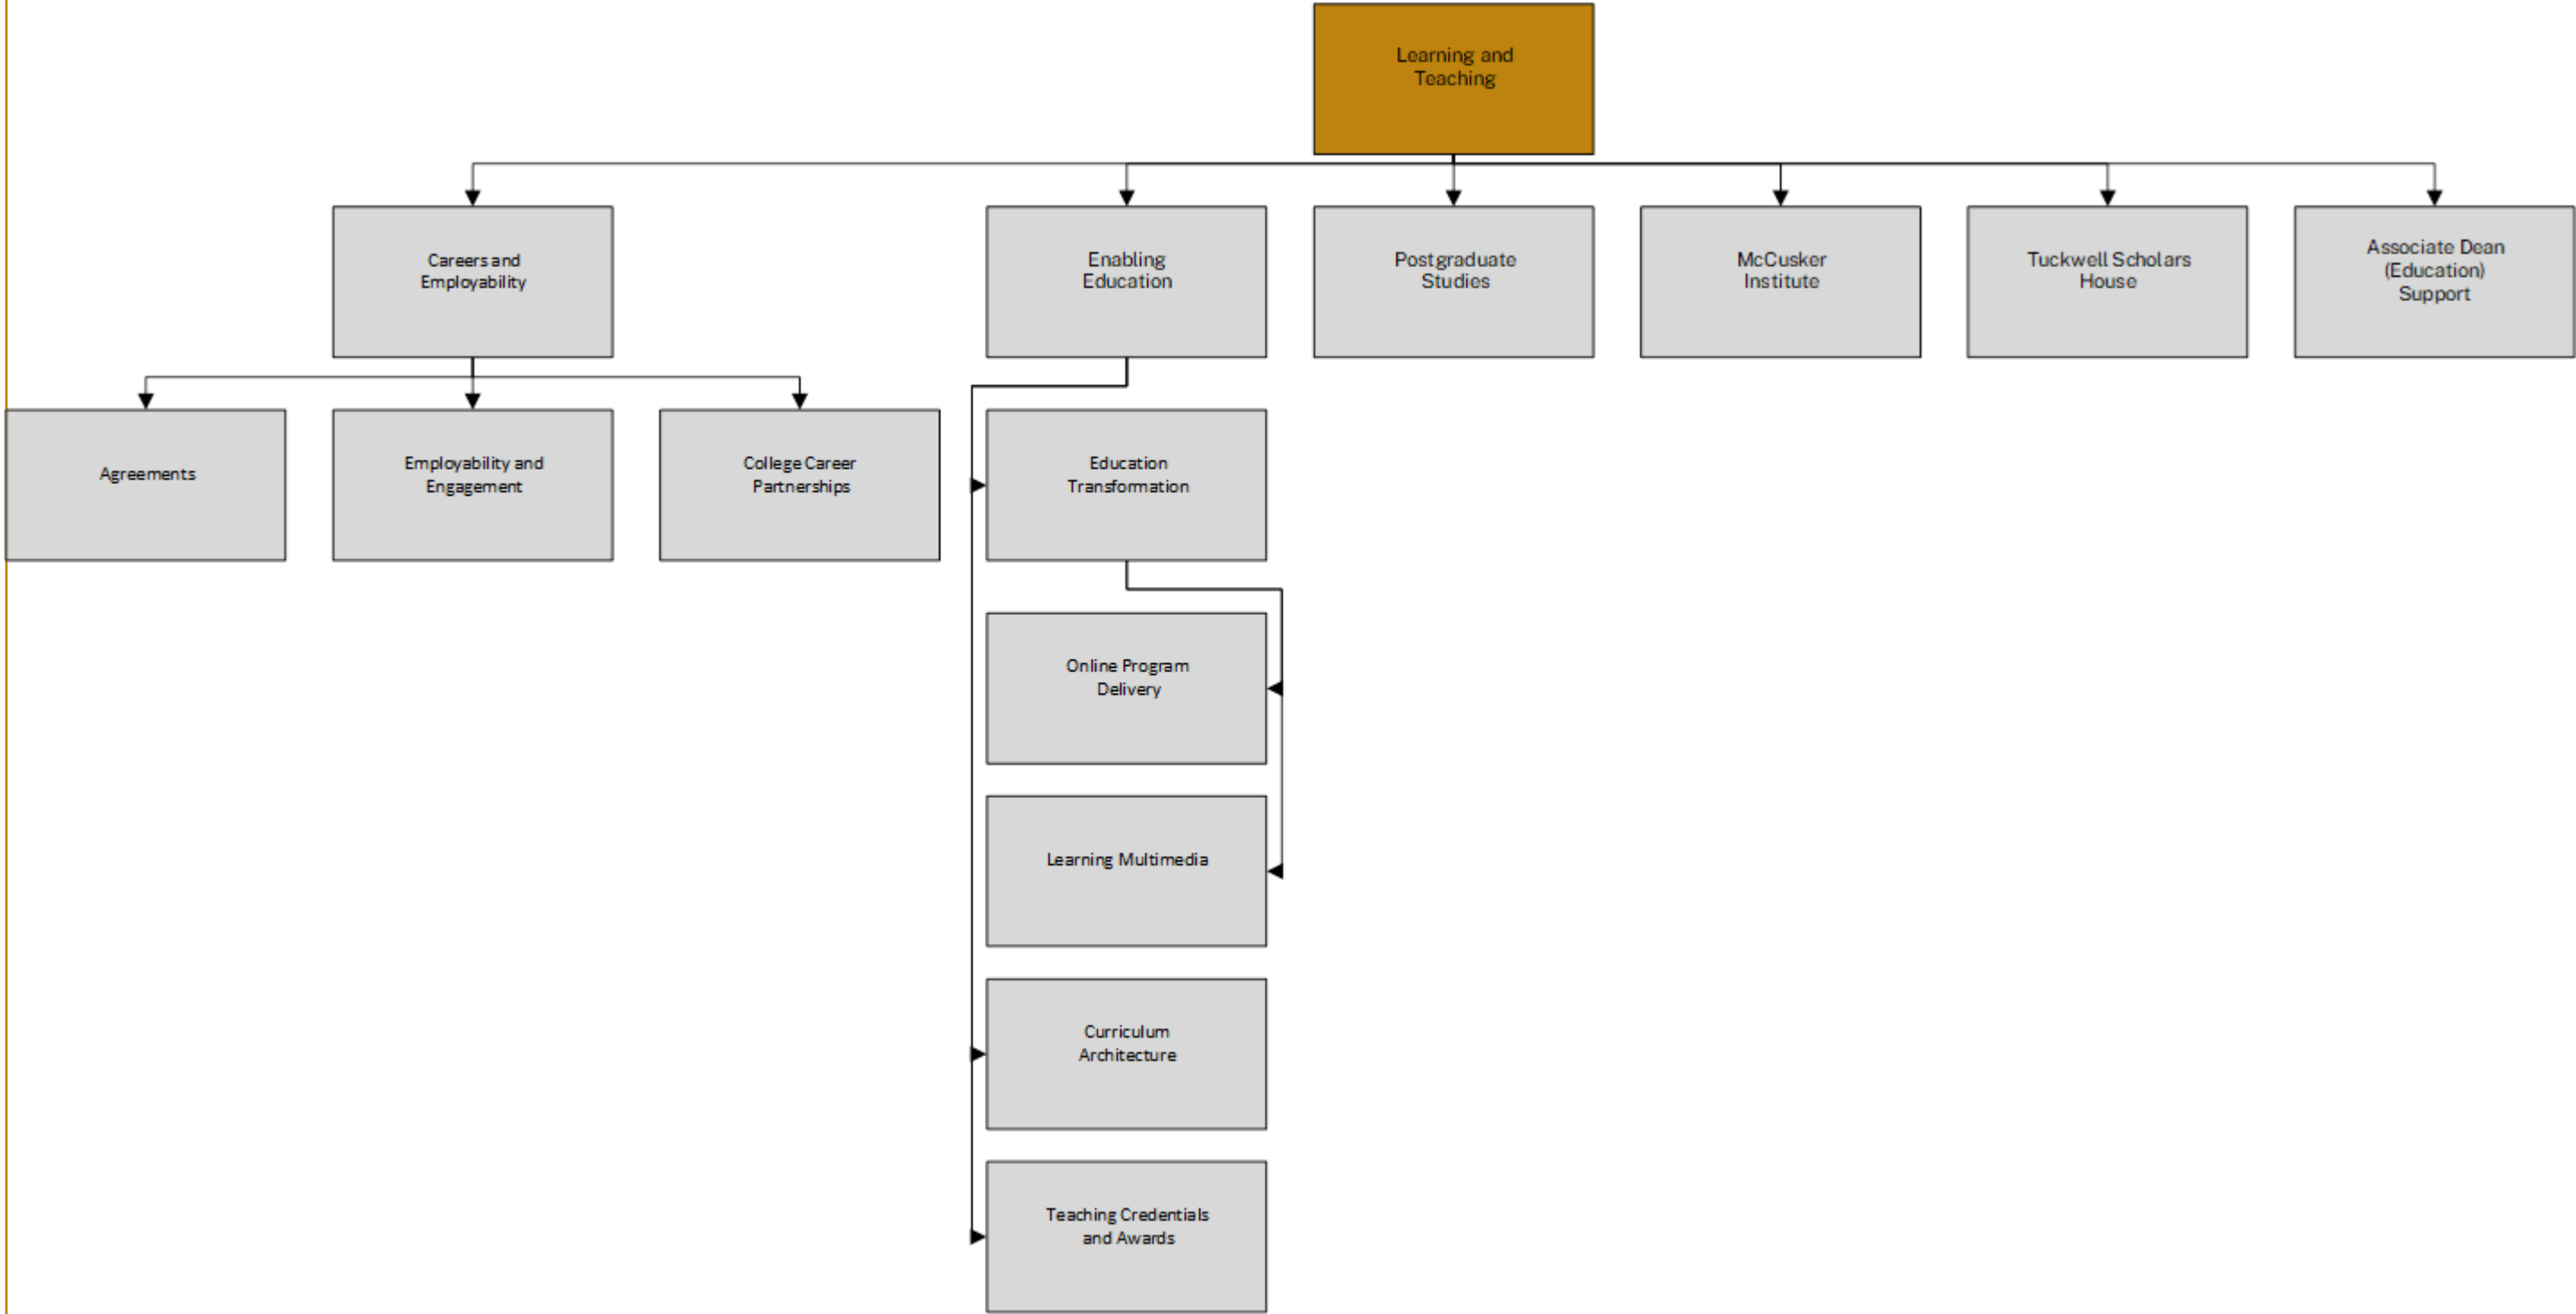 Learning and
Teaching
Careers and
Employability
Enabling
Education
Postgraduate
Studies
McCusker
Institute
Tuckwell Scholars
House
Associate Dean
(Education)
Support
Agreements
Employability and
Engagement
College Career
Partnerships
Education
Transformation
Online Program
Delivery
Learning Multimedia
Curriculum
Architecture
Teaching Credentials
and Awards